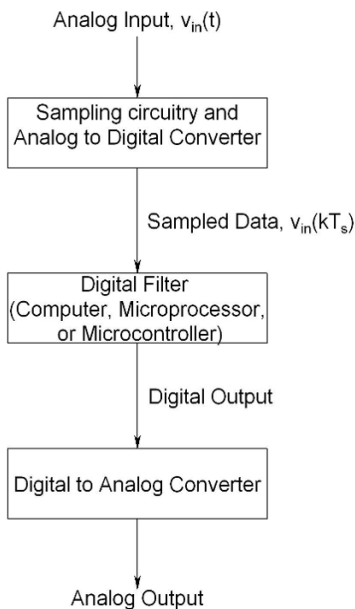 Analog Input, v_in(t)
Sampling circuitry and
Analog to Digital Converter
Sampled Data, v_in(kT_s)
Digital Filter
(Computer, Microprocessor,
or Microcontroller)
Digital Output
Digital to Analog Converter
Analog Output